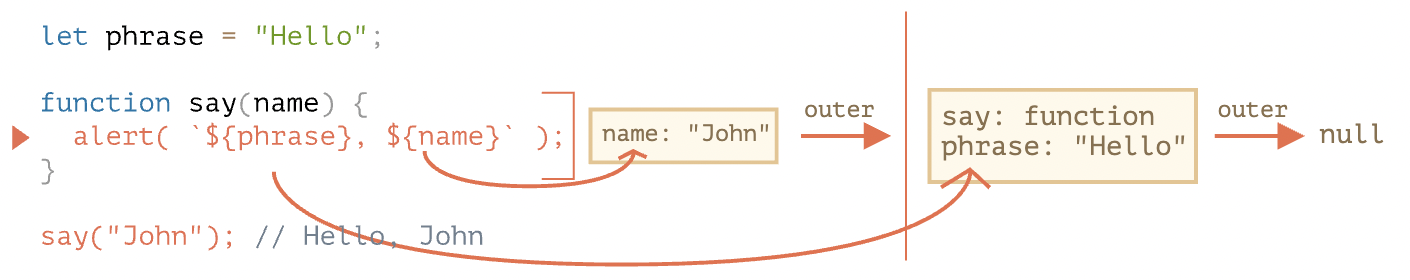 let phrase = "Hello";
function say(name) {
  alert( `${phrase}, ${name}` );
}
say("John"); // Hello, John
name: "John"
outer
say: function
phrase: "Hello"
outer
null